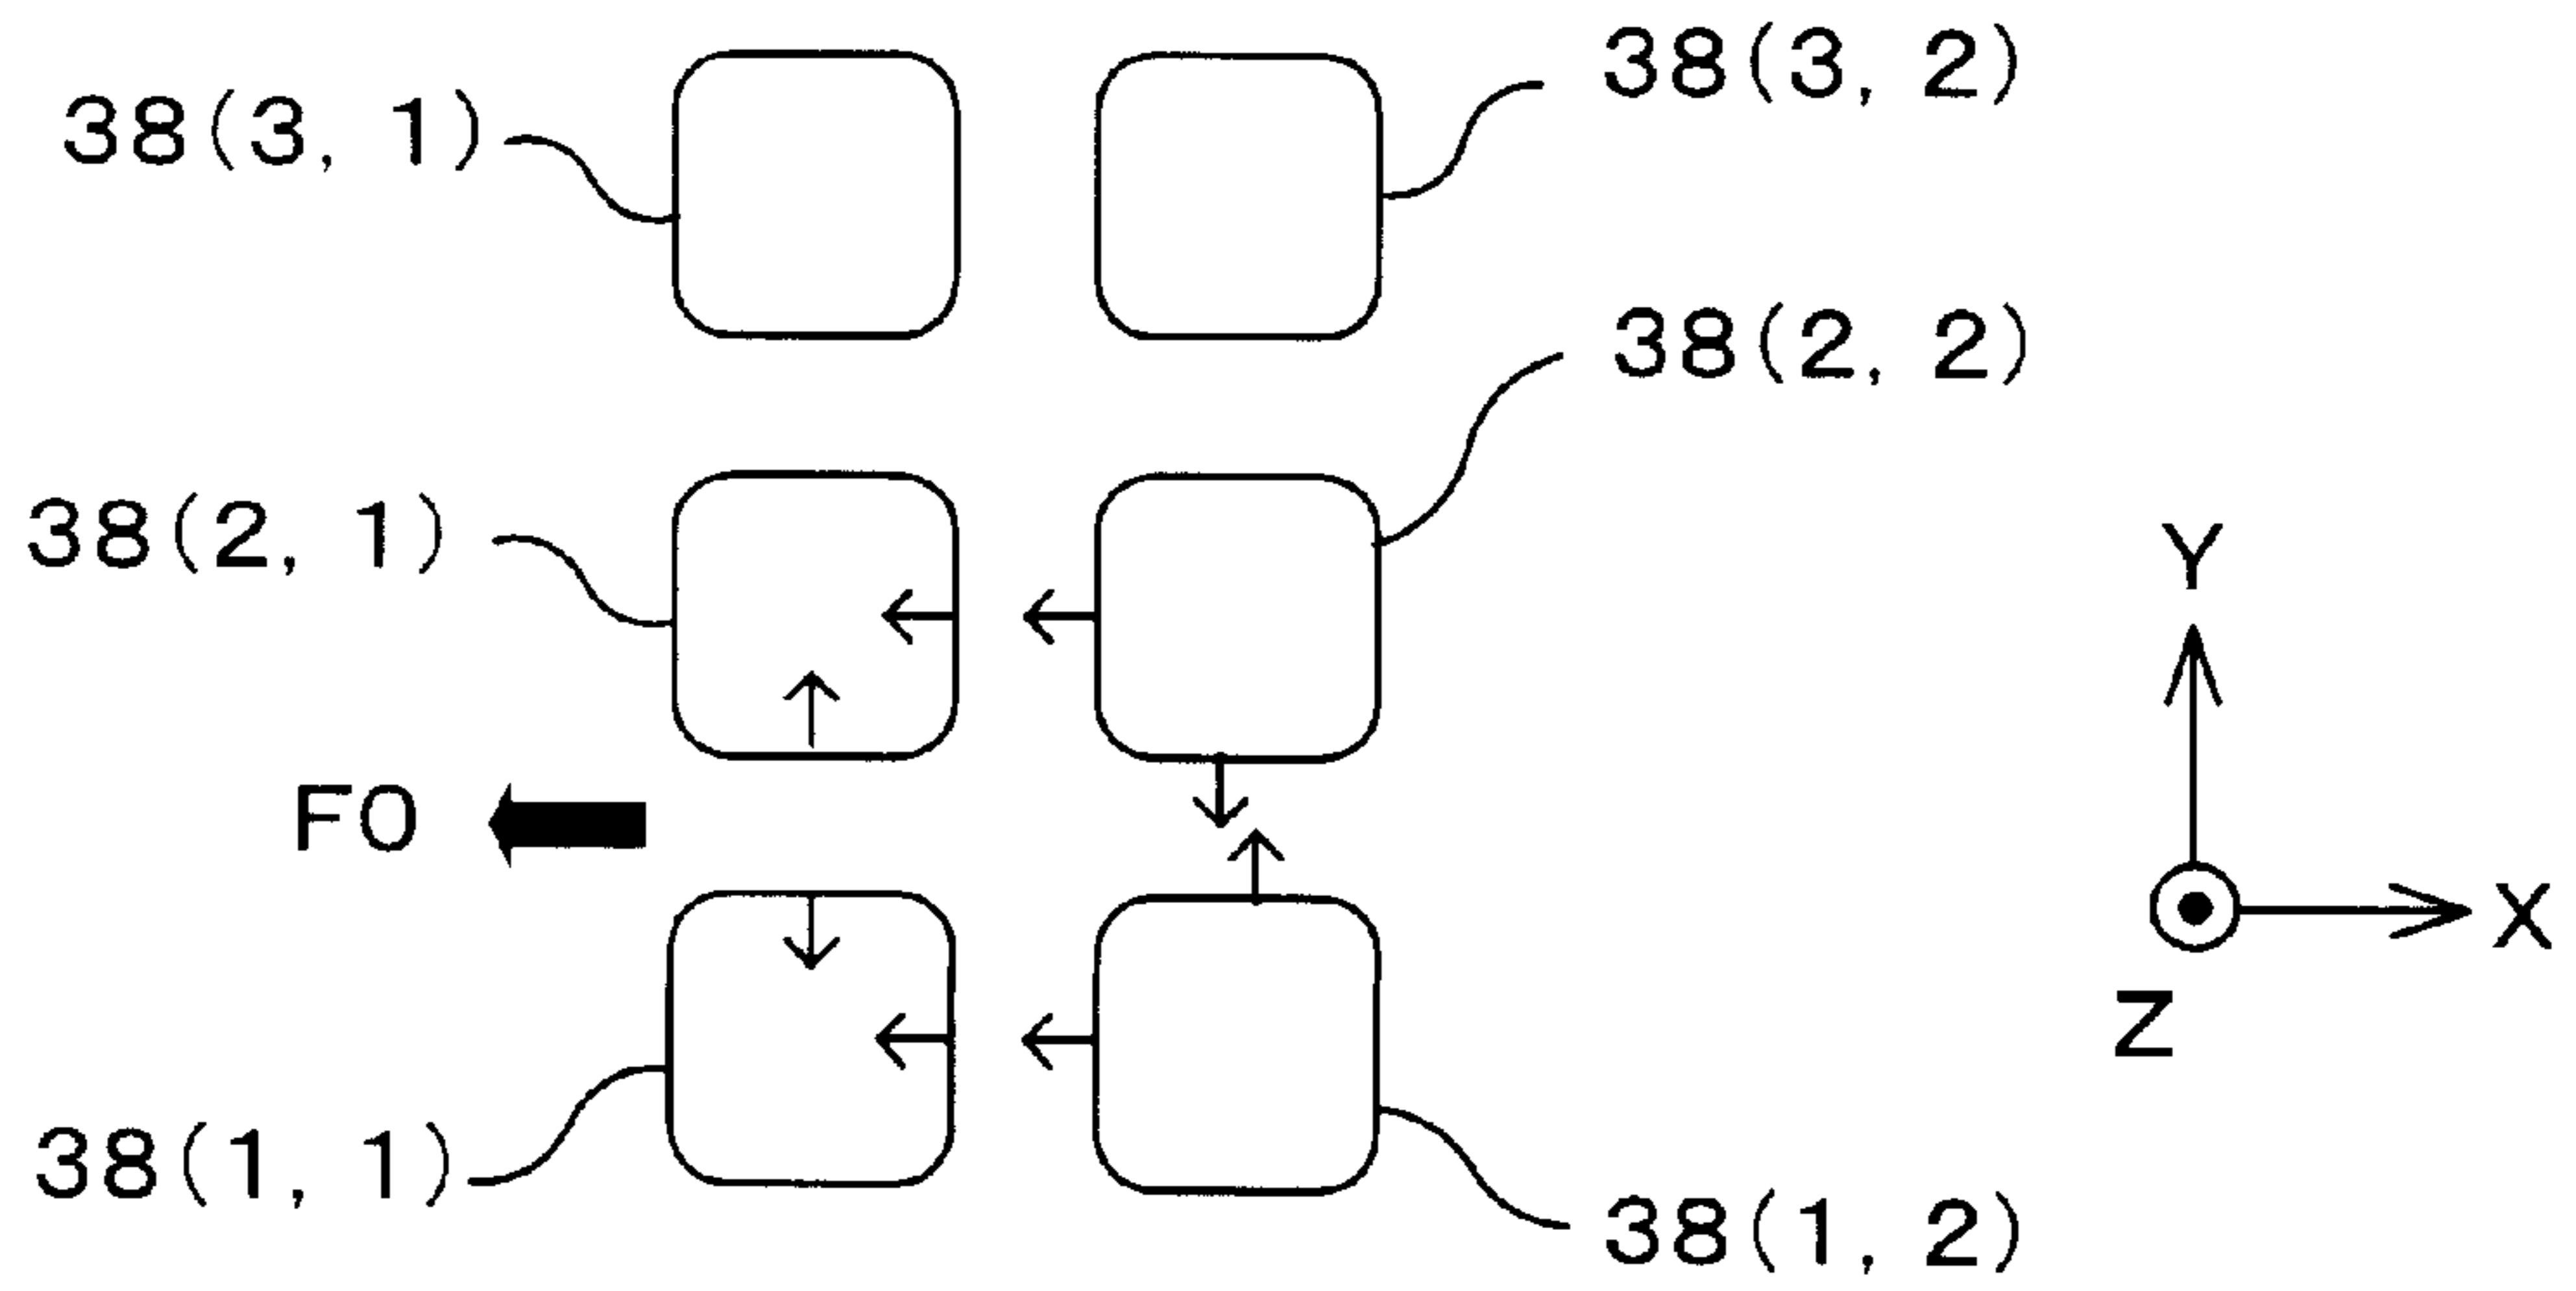 38(3, 2)
38(3, 1)
38(2, 2)
38(2, 1)
Y
F0
X
Z
38(1, 1)
38(1, 2)